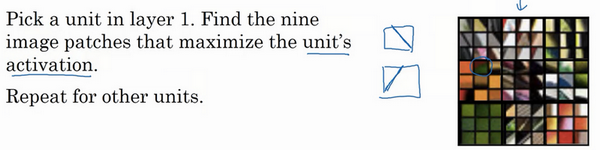 Pick a unit in layer 1. Find the nine
image patches that maximize the unit's
activation.
Repeat for other units.